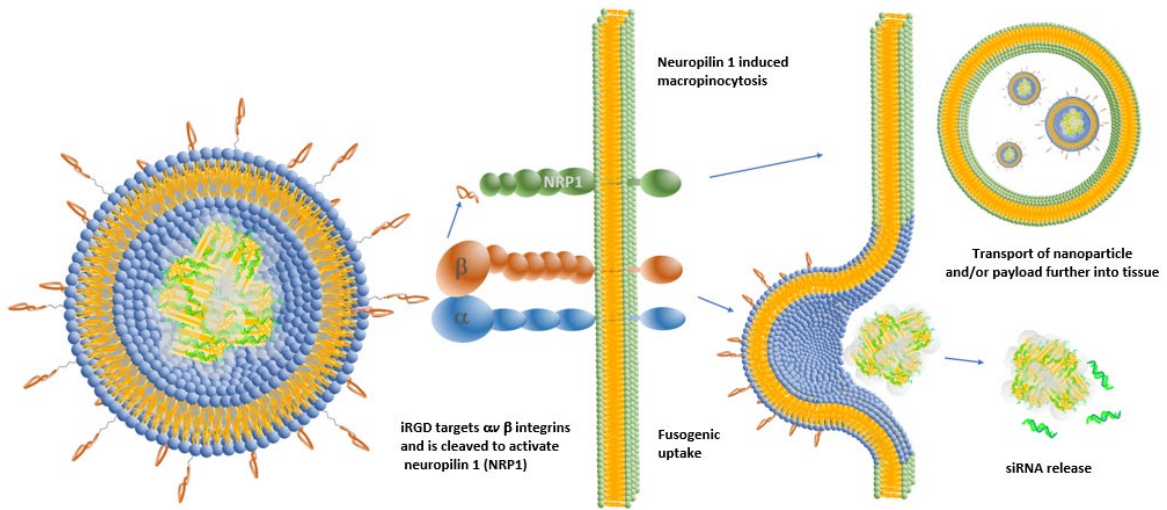 Neuropilin 1 induced
macropinocytosis
NRP1
β
α
Transport of nanoparticle
and/or payload further into tissue
iRGD targets αv β integrins
and is cleaved to activate
neuropilin 1 (NRP1)
Fusogenic
uptake
siRNA release